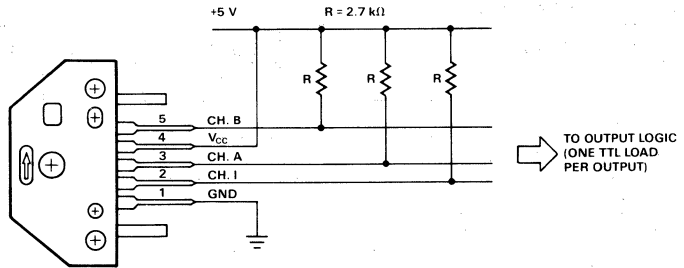 +5 V
R = 2.7 kΩ
R
R
R
5 CH. B
4 VCC
3 CH. A
2 CH. I
1 GND
TO OUTPUT LOGIC
(ONE TTL LOAD
PER OUTPUT)